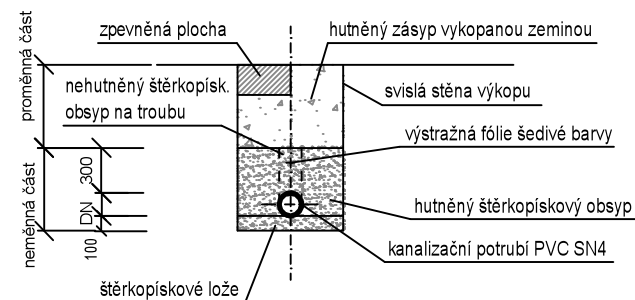 zpevněná plocha
hutněný zásyp vykopanou zeminou
proměnná část
nehutněný štěrkopísk.
obsyp na troubu
svislá stěna výkopu
výstražná fólie šedivé barvy
neměnná část
300
DN
100
hutněný štěrkopískový obsyp
kanalizační potrubí PVC SN4
štěrkopískové lože